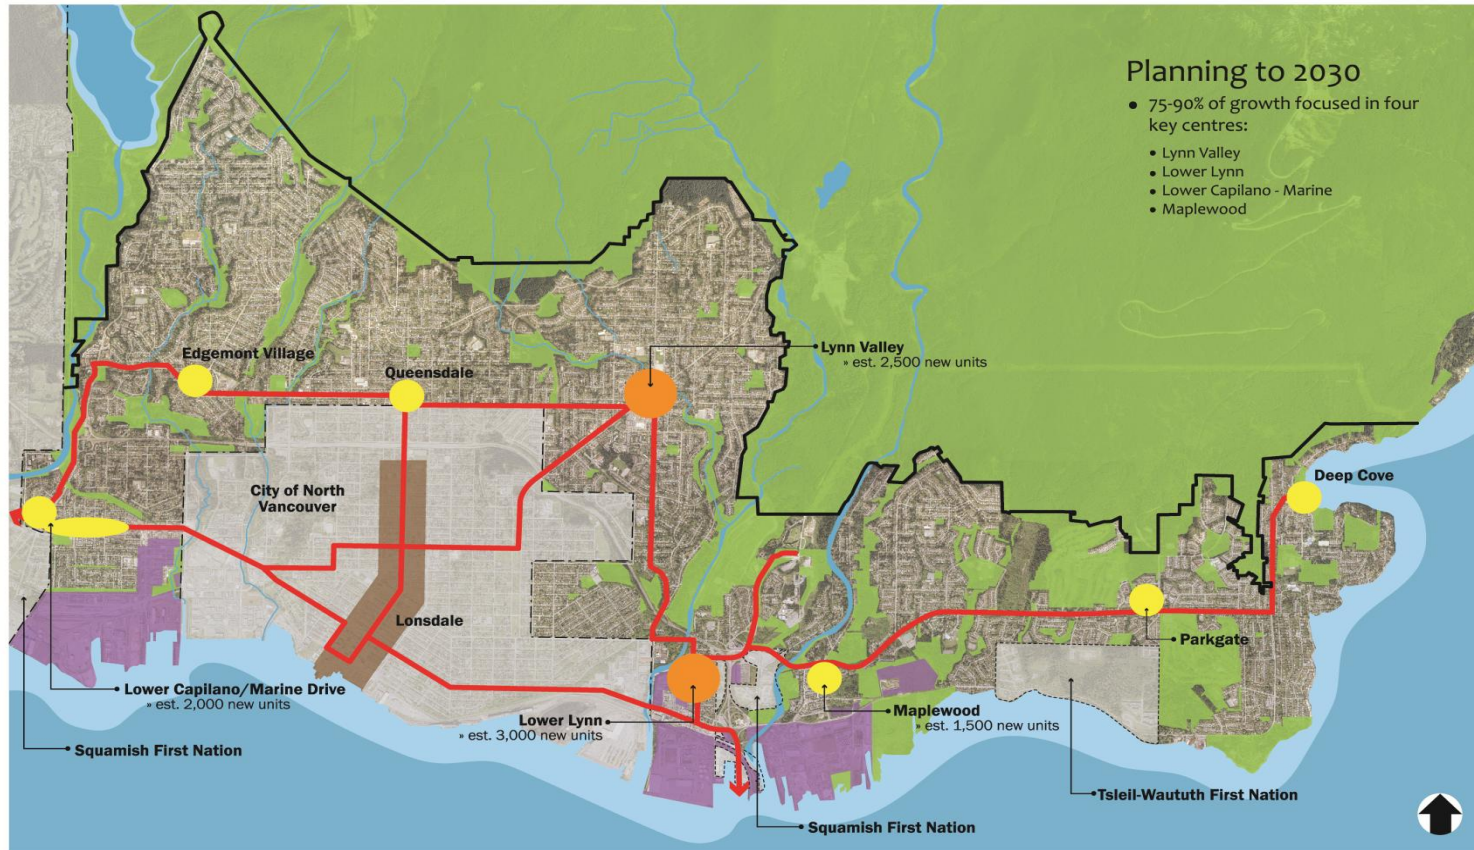 Planning to 2030
• 75-90% of growth focused in four
key centres:
• Lynn Valley
• Lower Lynn
• Lower Capilano - Marine
• Maplewood
Edgemont Village
Queensdale
Lynn Valley
» est. 2,500 new units
Deep Cove
City of North
Vancouver
Lonsdale
Parkgate
Lower Capilano/Marine Drive
» est. 2,000 new units
Lower Lynn
» est. 3,000 new units
Maplewood
» est. 1,500 new units
Squamish First Nation
Tsleil-Waututh First Nation
Squamish First Nation